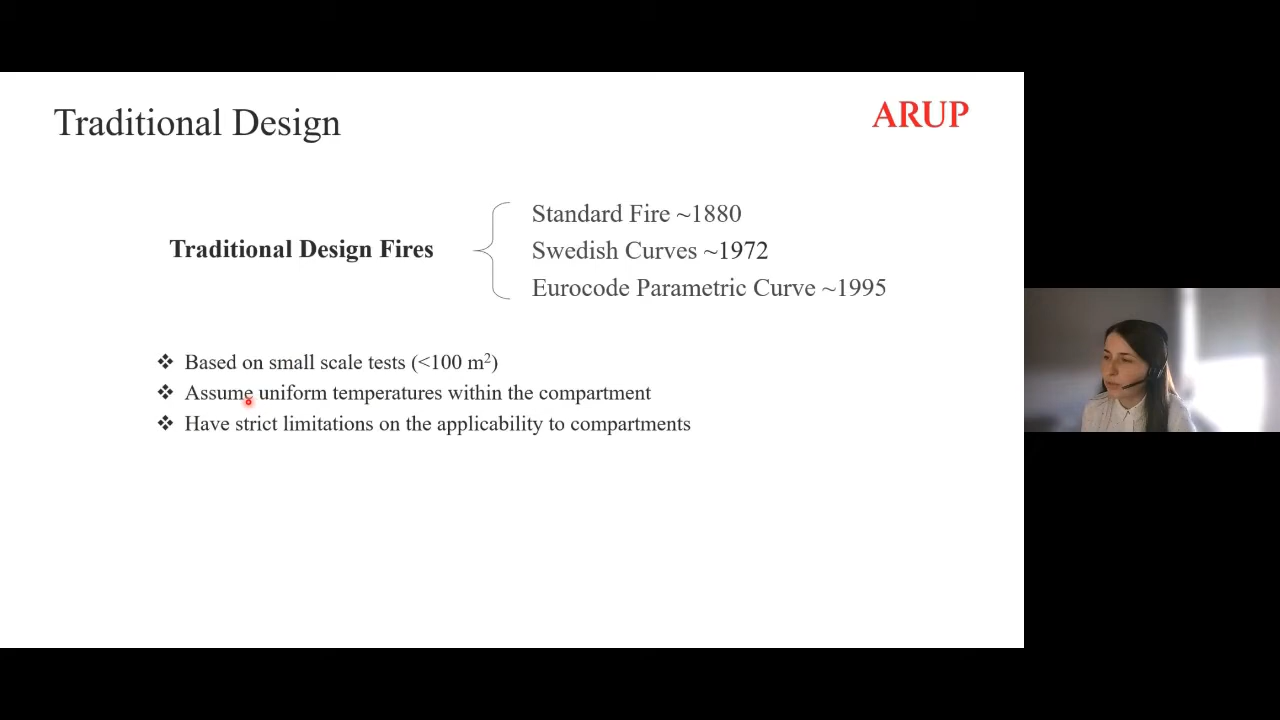 Traditional Design
ARUP
Traditional Design Fires
Standard Fire ~1880
Swedish Curves ~1972
Eurocode Parametric Curve ~1995
❖ Based on small scale tests (<100 m²)
❖ Assume uniform temperatures within the compartment
❖ Have strict limitations on the applicability to compartments